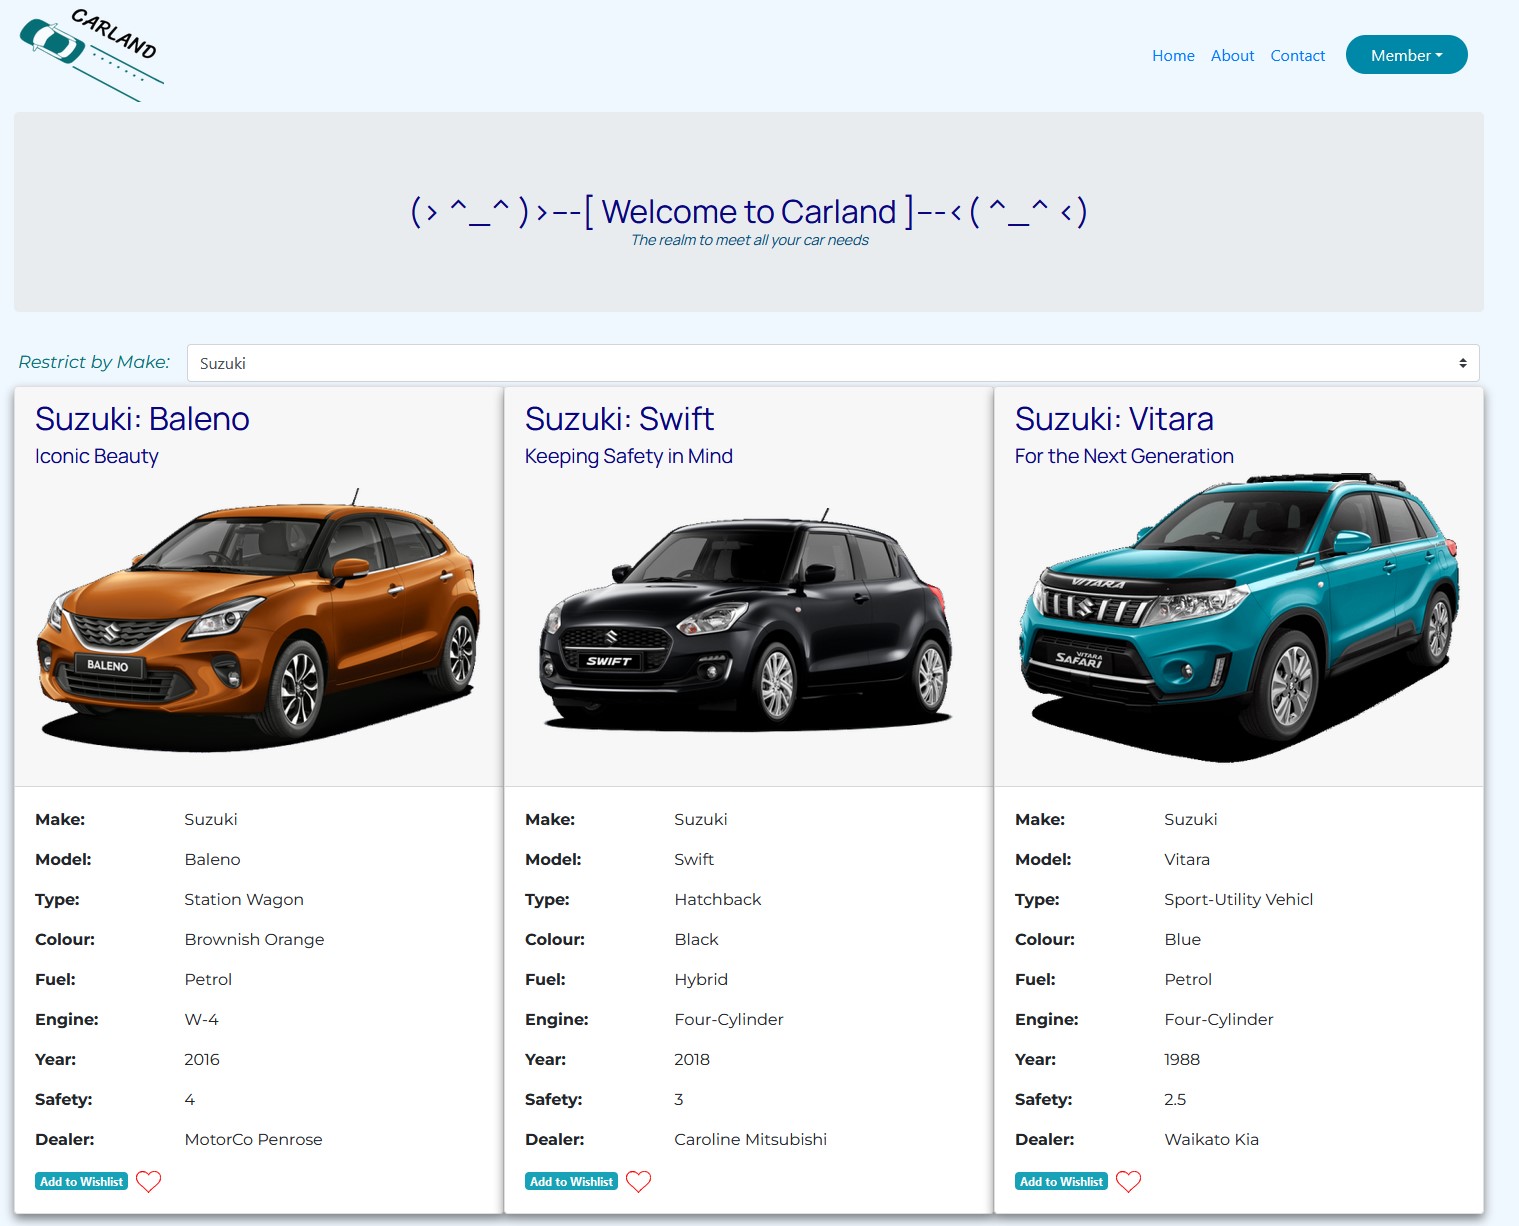 CARLAND
Home About Contact Member
(> ^_^ )>--[ Welcome to Carland ]--<( ^_^ <)
The realm to meet all your car needs
Restrict by Make: Suzuki
Suzuki: Baleno
Iconic Beauty
BALENO
Make: Suzuki
Model: Baleno
Type: Station Wagon
Colour: Brownish Orange
Fuel: Petrol
Engine: W-4
Year: 2016
Safety: 4
Dealer: MotorCo Penrose
Add to Wishlist
Suzuki: Swift
Keeping Safety in Mind
SWIFT
Make: Suzuki
Model: Swift
Type: Hatchback
Colour: Black
Fuel: Hybrid
Engine: Four-Cylinder
Year: 2018
Safety: 3
Dealer: Caroline Mitsubishi
Add to Wishlist
Suzuki: Vitara
For the Next Generation
VITARA
VITARA
SAFARI
Make: Suzuki
Model: Vitara
Type: Sport-Utility Vehicl
Colour: Blue
Fuel: Petrol
Engine: Four-Cylinder
Year: 1988
Safety: 2.5
Dealer: Waikato Kia
Add to Wishlist